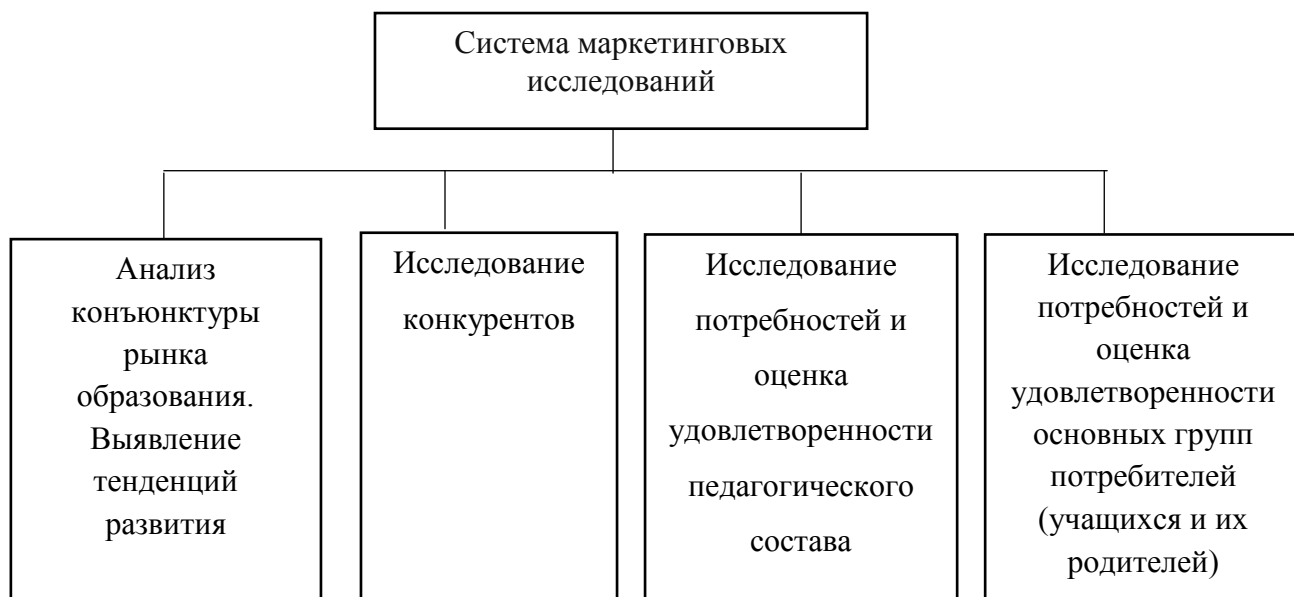 Система маркетинговых
исследований
Анализ
конъюнктуры
рынка
образования.
Выявление
тенденций
развития
Исследование
конкурентов
Исследование
потребностей и
оценка
удовлетворенности
педагогического
состава
Исследование
потребностей и
оценка
удовлетворенности
основных групп
потребителей
(учащихся и их
родителей)